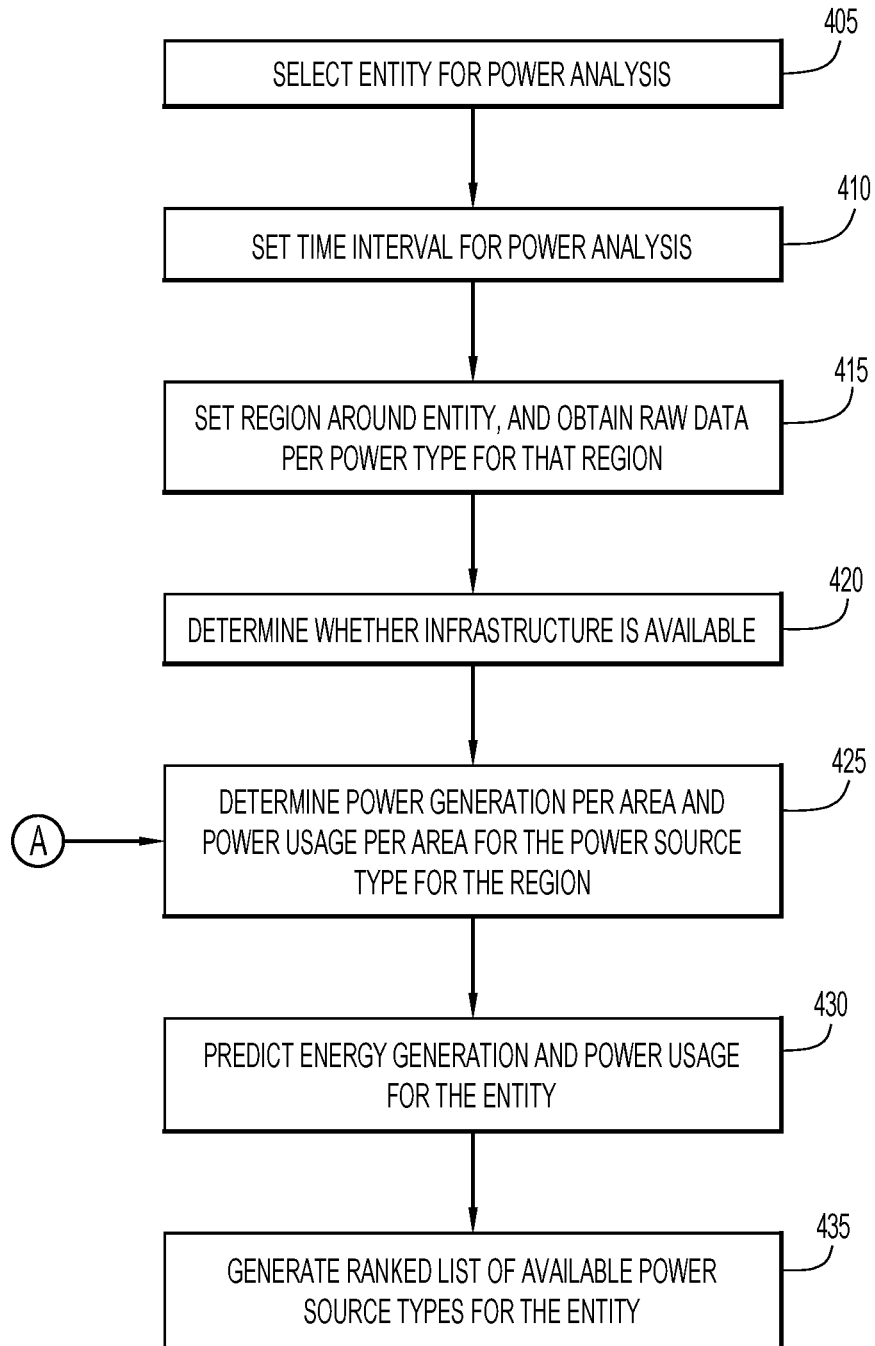 405
SELECT ENTITY FOR POWER ANALYSIS
410
SET TIME INTERVAL FOR POWER ANALYSIS
415
SET REGION AROUND ENTITY, AND OBTAIN RAW DATA
PER POWER TYPE FOR THAT REGION
420
DETERMINE WHETHER INFRASTRUCTURE IS AVAILABLE
425
DETERMINE POWER GENERATION PER AREA AND
POWER USAGE PER AREA FOR THE POWER SOURCE
TYPE FOR THE REGION
A
430
PREDICT ENERGY GENERATION AND POWER USAGE
FOR THE ENTITY
435
GENERATE RANKED LIST OF AVAILABLE POWER
SOURCE TYPES FOR THE ENTITY